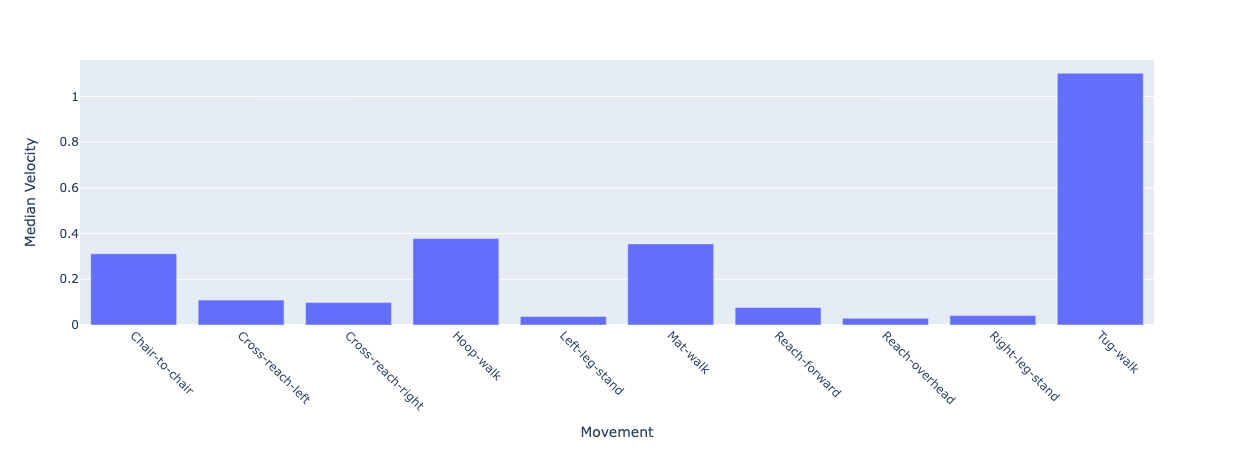 Median Velocity
1
0.8
0.6
0.4
0.2
0
Chair-to-chair
Cross-reach-left
Cross-reach-right
Hoop-walk
Left-leg-stand
Mat-walk
Reach-forward
Reach-overhead
Right-leg-stand
Tug-walk
Movement